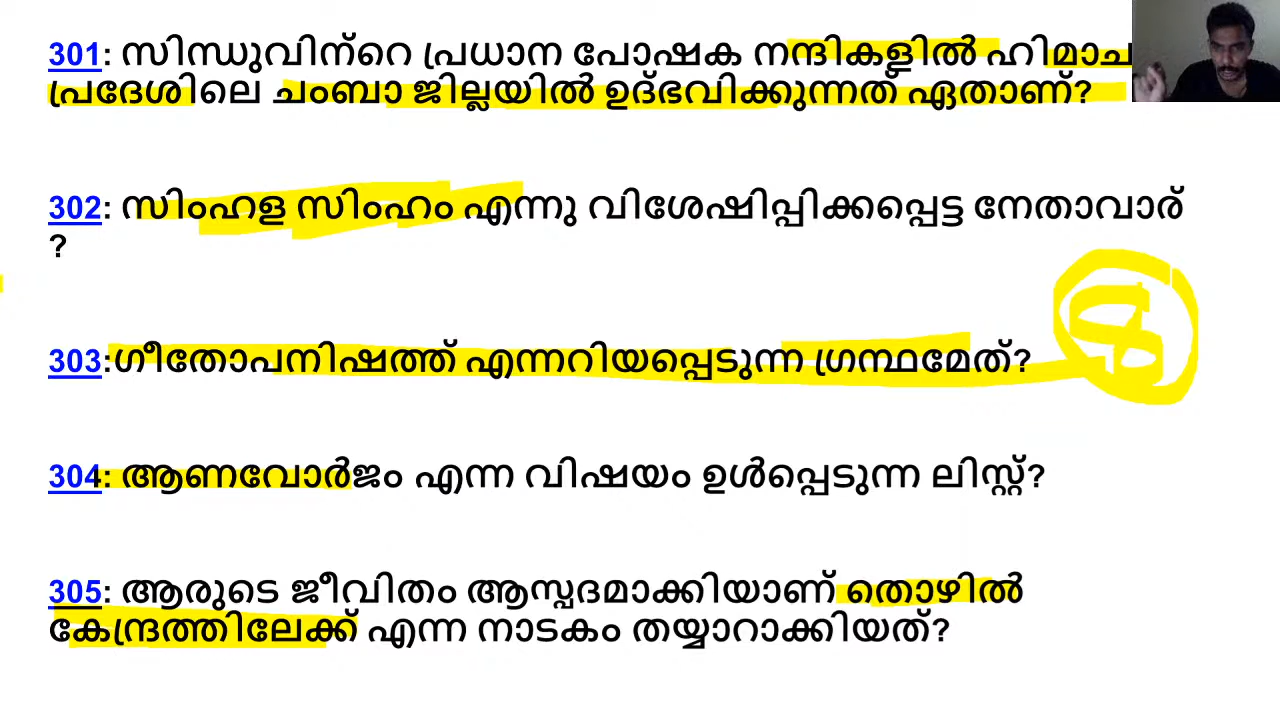 301: സിന്ധുവിന്റെ പ്രധാന പോഷക നന്ദികളിൽ ഹിമാച
പ്രദേശിലെ ചംബാ ജില്ലയിൽ ഉദ്ഭവിക്കുന്നത് ഏതാണ്?
302: സിംഹള സിംഹം എന്നു വിശേഷിപ്പിക്കപ്പെട്ട നേതാവാര്
?
303:ഗീതോപനിഷത്ത് എന്നറിയപ്പെടുന്ന ഗ്രന്ഥമേത്?
304: ആണവോർജം എന്ന വിഷയം ഉൾപ്പെടുന്ന ലിസ്റ്റ്?
305: ആരുടെ ജീവിതം ആസ്പദമാക്കിയാണ് തൊഴിൽ
കേന്ദ്രത്തിലേക്ക് എന്ന നാടകം തയ്യാറാക്കിയത്?